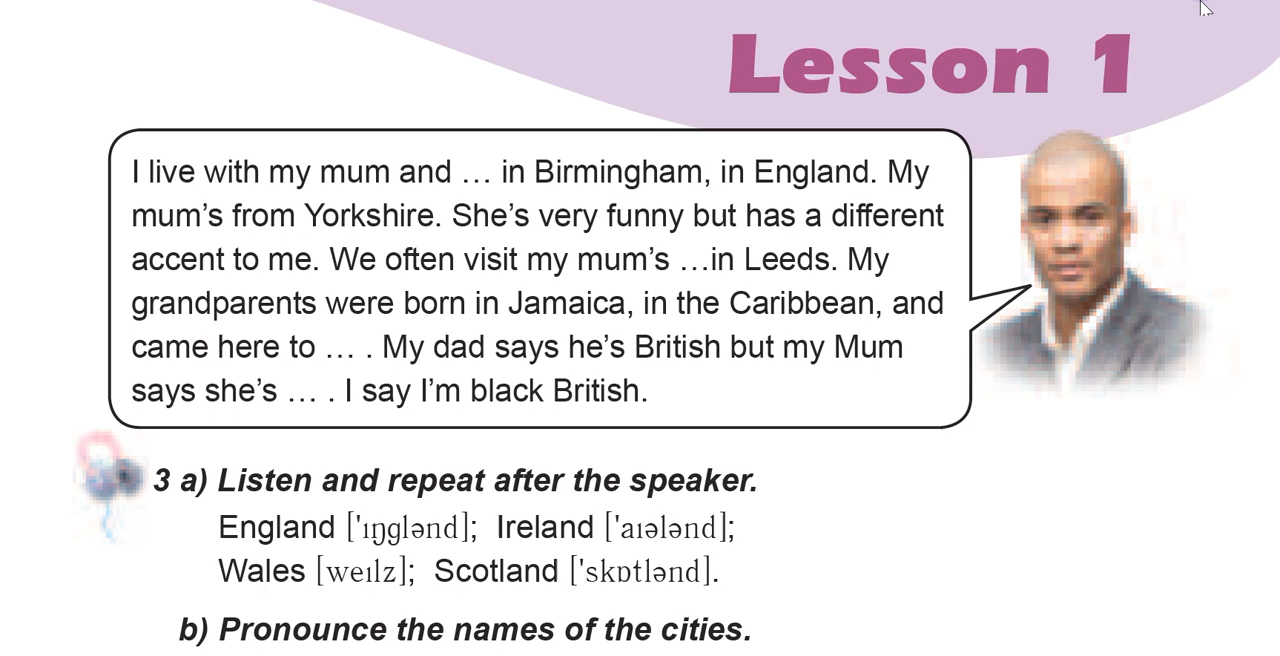 Lesson 1
I live with my mum and … in Birmingham, in England. My
mum’s from Yorkshire. She’s very funny but has a different
accent to me. We often visit my mum’s …in Leeds. My
grandparents were born in Jamaica, in the Caribbean, and
came here to … . My dad says he’s British but my Mum
says she’s … . I say I’m black British.
3 a) Listen and repeat after the speaker.
England ['ɪŋglənd]; Ireland ['aɪələnd];
Wales [weɪlz]; Scotland ['skɒtlənd].
b) Pronounce the names of the cities.